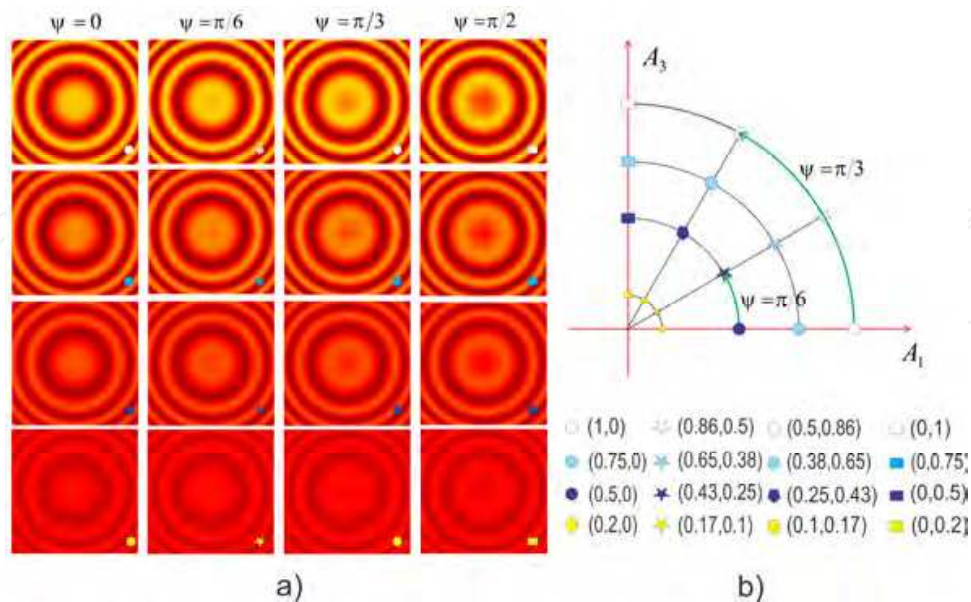 ψ = 0
ψ = π/6
ψ = π/3
ψ = π/2
a)
A₃
ψ = π/3
ψ = π/6
A₁
(1,0) (0.86,0.5) (0.5,0.86) (0,1)
(0.75,0) (0.65,0.38) (0.38,0.65) (0,0.75)
(0.5,0) (0.43,0.25) (0.25,0.43) (0,0.5)
(0.2,0) (0.17,0.1) (0.1,0.17) (0,0.2)
b)